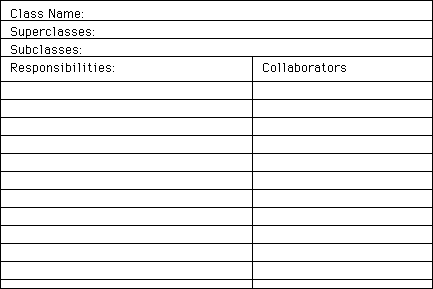 Class Name:
Superclasses:
Subclasses:
Responsibilities: Collaborators